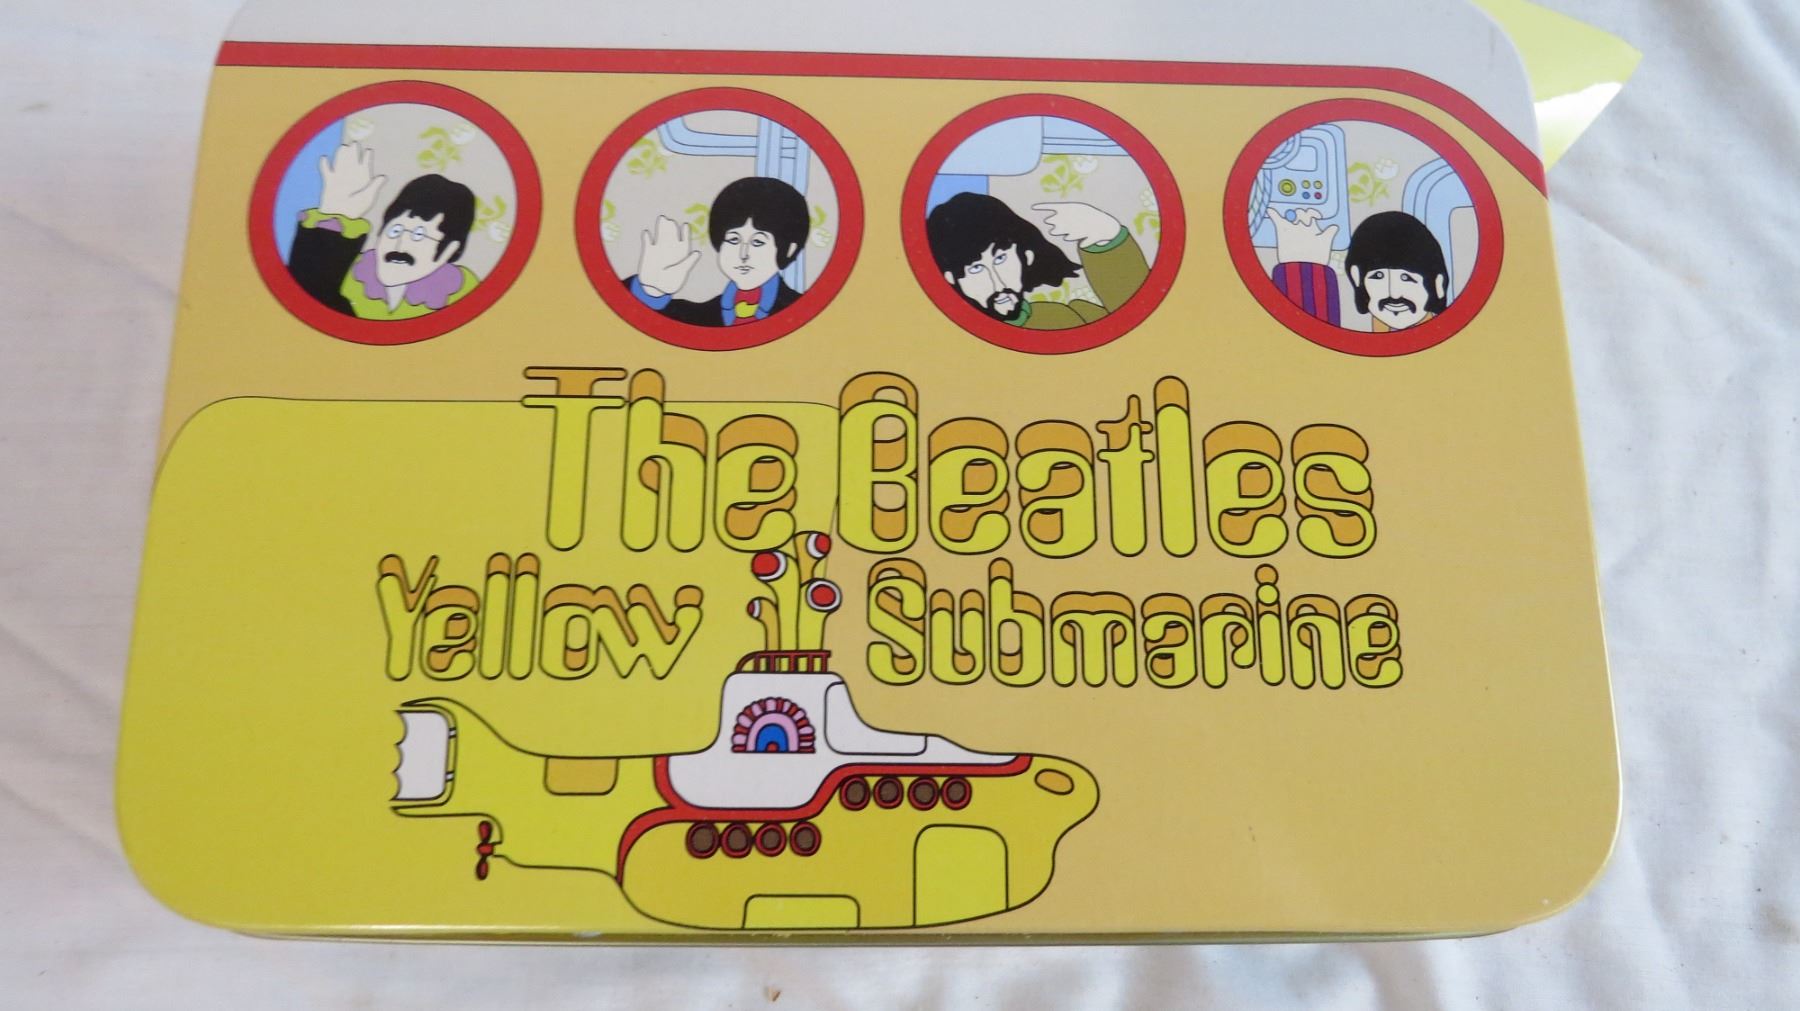 The Beatles
Yellow Submarine